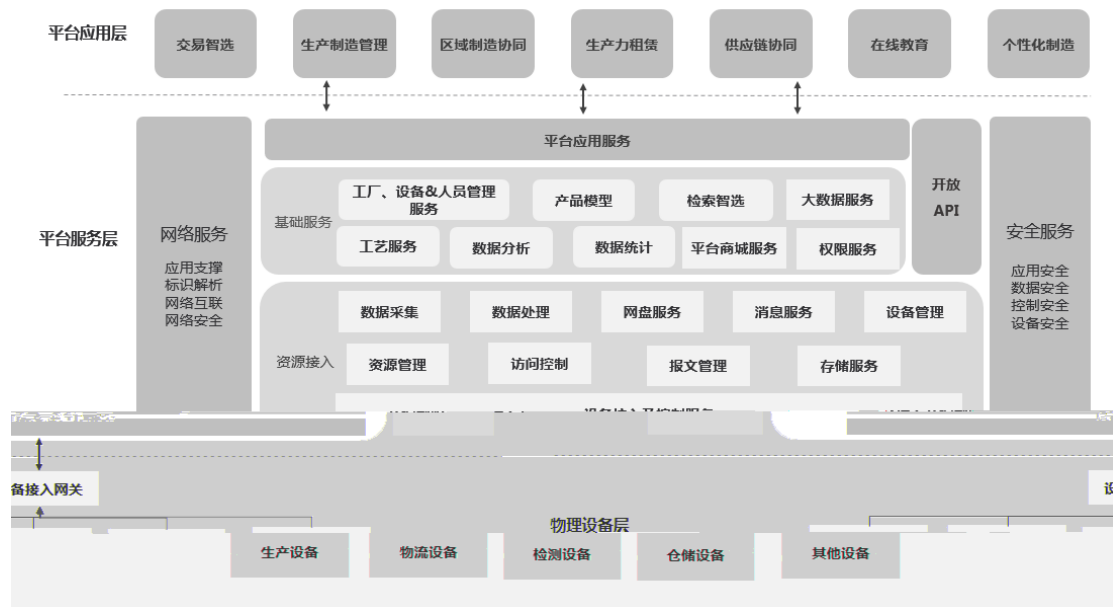 平台应用层
交易智选
生产制造管理
区域制造协同
生产力租赁
供应链协同
在线教育
个性化制造
平台应用服务
开放
API
平台服务层
网络服务
应用支撑
标识解析
网络互联
网络安全
基础服务
工厂、设备&人员管理
服务
产品模型
检索智选
大数据服务
工艺服务
数据分析
数据统计
平台商城服务
权限服务
安全服务
应用安全
数据安全
控制安全
设备安全
资源接入
数据采集
数据处理
网盘服务
消息服务
设备管理
资源管理
访问控制
报文管理
存储服务
设备接入及控制服务
备接入网关
物理设备层
生产设备
物流设备
检测设备
仓储设备
其他设备